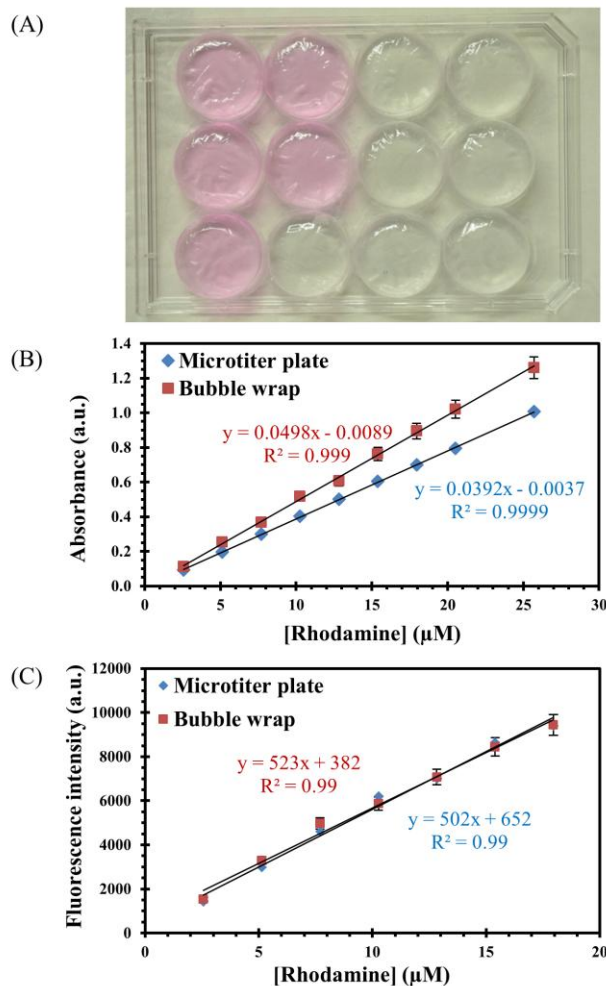 (A)
(B)
Microtiter plate
Bubble wrap
1.4
1.2
1.0
0.8
0.6
0.4
0.2
0.0
y = 0.0498x - 0.0089
R² = 0.999
y = 0.0392x - 0.0037
R² = 0.9999
Absorbance (a.u.)
0 5 10 15 20 25 30
[Rhodamine] (µM)
(C)
Microtiter plate
Bubble wrap
12000
10000
8000
6000
4000
2000
0
y = 523x + 382
R² = 0.99
y = 502x + 652
R² = 0.99
Fluorescence intensity (a.u.)
0 5 10 15 20
[Rhodamine] (µM)